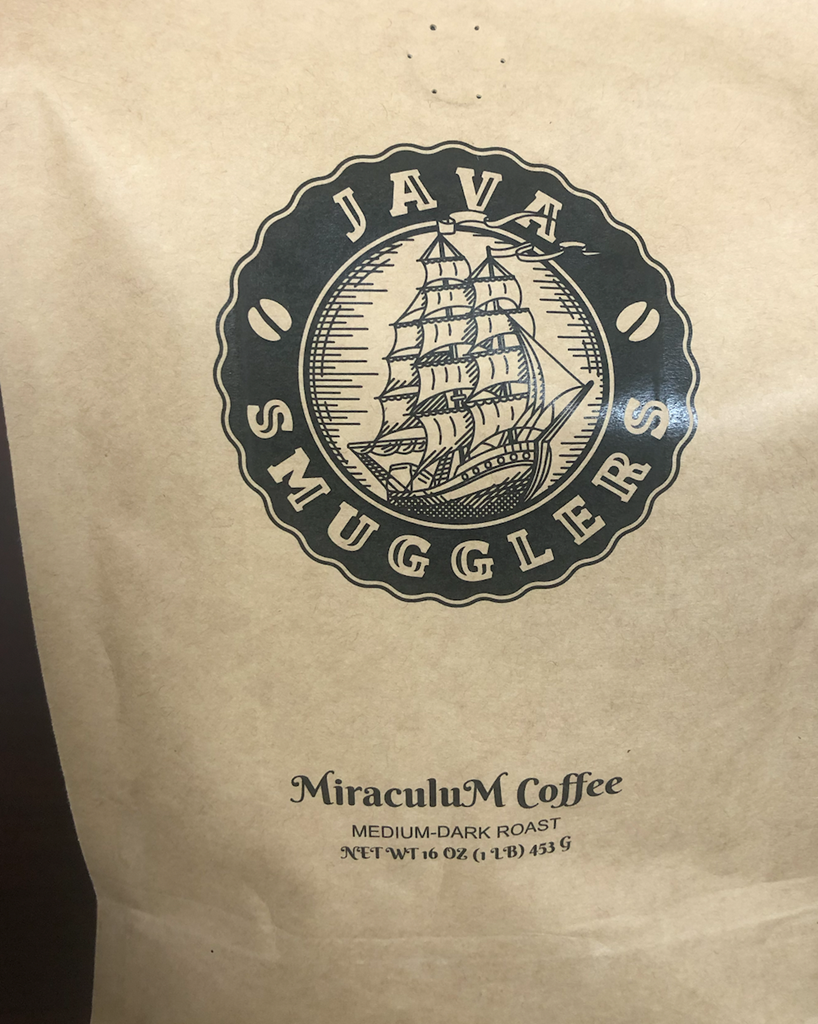 JAVA
SMUGGLERS
MiraculuM Coffee
MEDIUM-DARK ROAST
NET WT 16 OZ (1 LB) 453 G